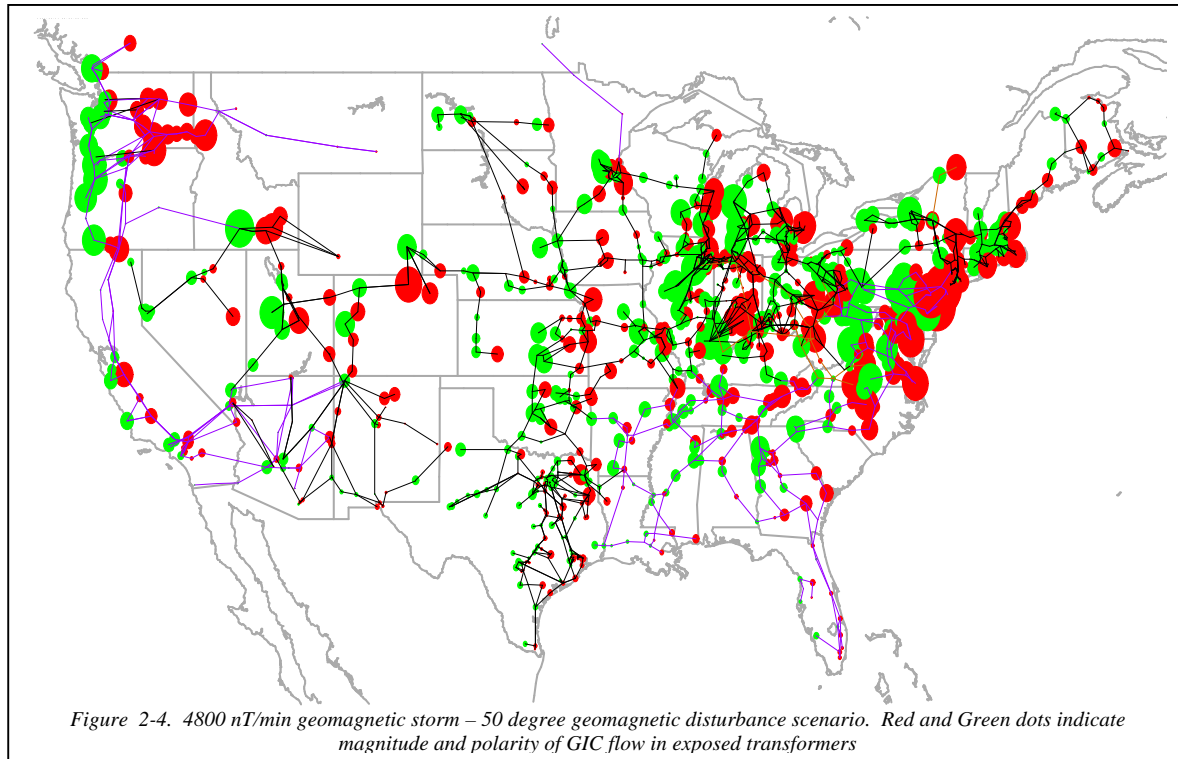 Figure 2-4. 4800 nT/min geomagnetic storm – 50 degree geomagnetic disturbance scenario. Red and Green dots indicate
magnitude and polarity of GIC flow in exposed transformers